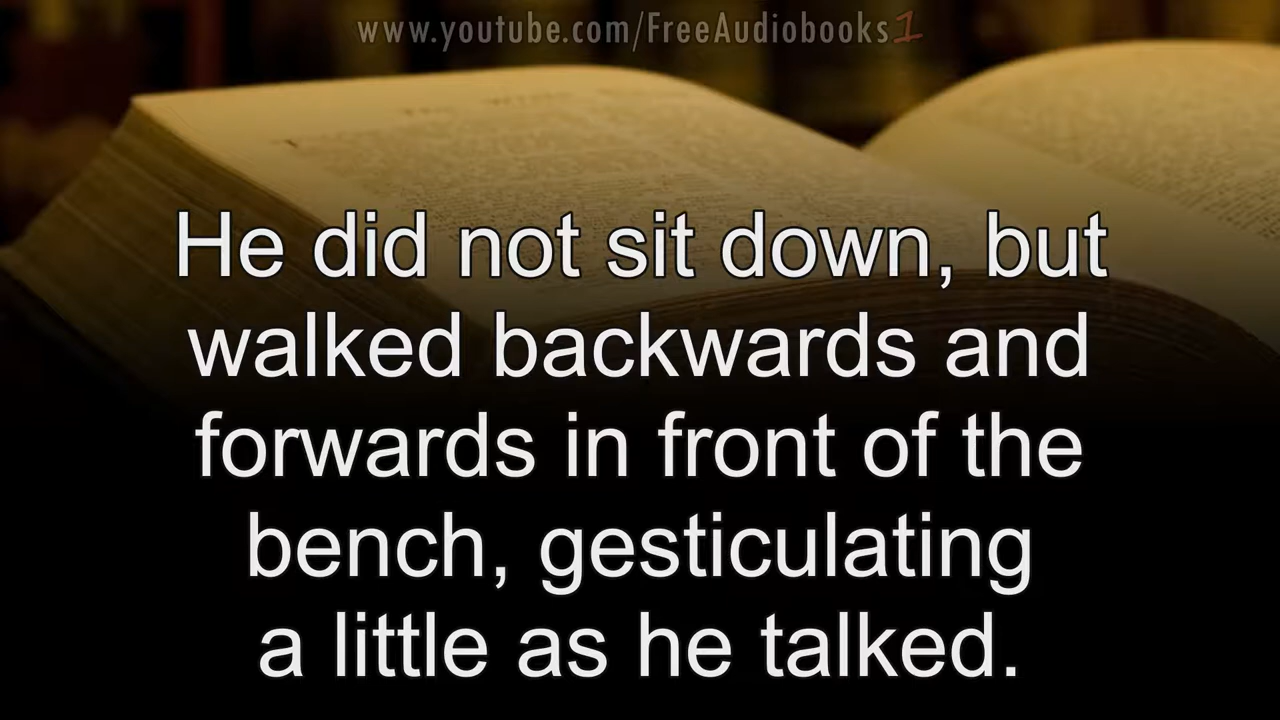 www.youtube.com/FreeAudiobooks1
He did not sit down, but
walked backwards and
forwards in front of the
bench, gesticulating
a little as he talked.